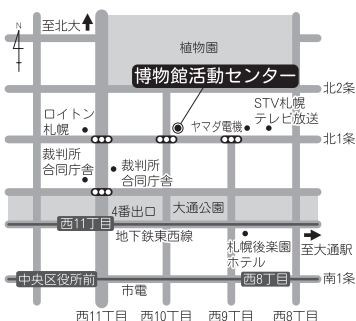 N
至北大
植物園
博物館活動センター
北2条
ロイトン
札幌
ヤマダ電機
STV札幌
テレビ放送
北1条
裁判所
合同庁舎
裁判所
合同庁舎
4番出口
大通公園
西11丁目
地下鉄東西線
札幌後楽園
ホテル
至大通駅
中央区役所前
市電
西8丁目
南1条
西11丁目
西10丁目
西9丁目
西8丁目